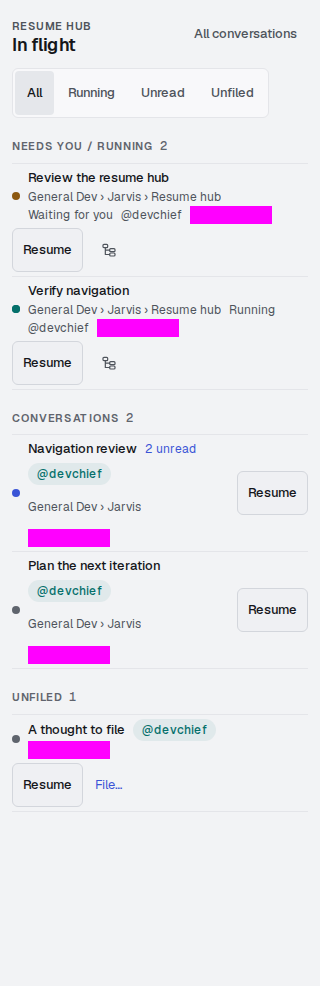 RESUME HUB
In flight
All conversations
All Running Unread Unfiled
NEEDS YOU / RUNNING 2
Review the resume hub
General Dev › Jarvis › Resume hub
Waiting for you @devchief
Resume
Verify navigation
General Dev › Jarvis › Resume hub Running
@devchief
Resume
CONVERSATIONS 2
Navigation review 2 unread
@devchief
General Dev › Jarvis
Resume
Plan the next iteration
@devchief
General Dev › Jarvis
Resume
UNFILED 1
A thought to file @devchief
Resume File…